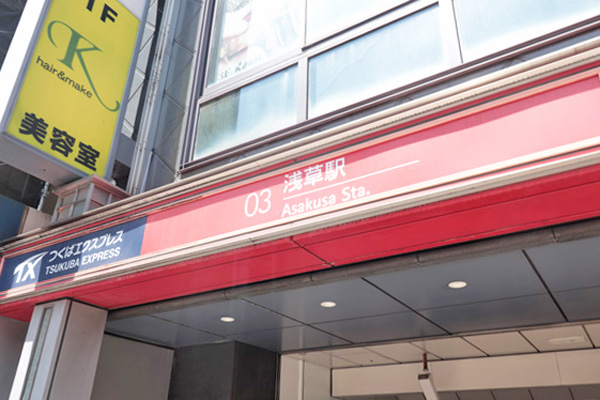 1F
K
hair&make
美容室
03 浅草駅
Asakusa Sta.
TX つくばエクスプレス
TSUKUBA EXPRESS